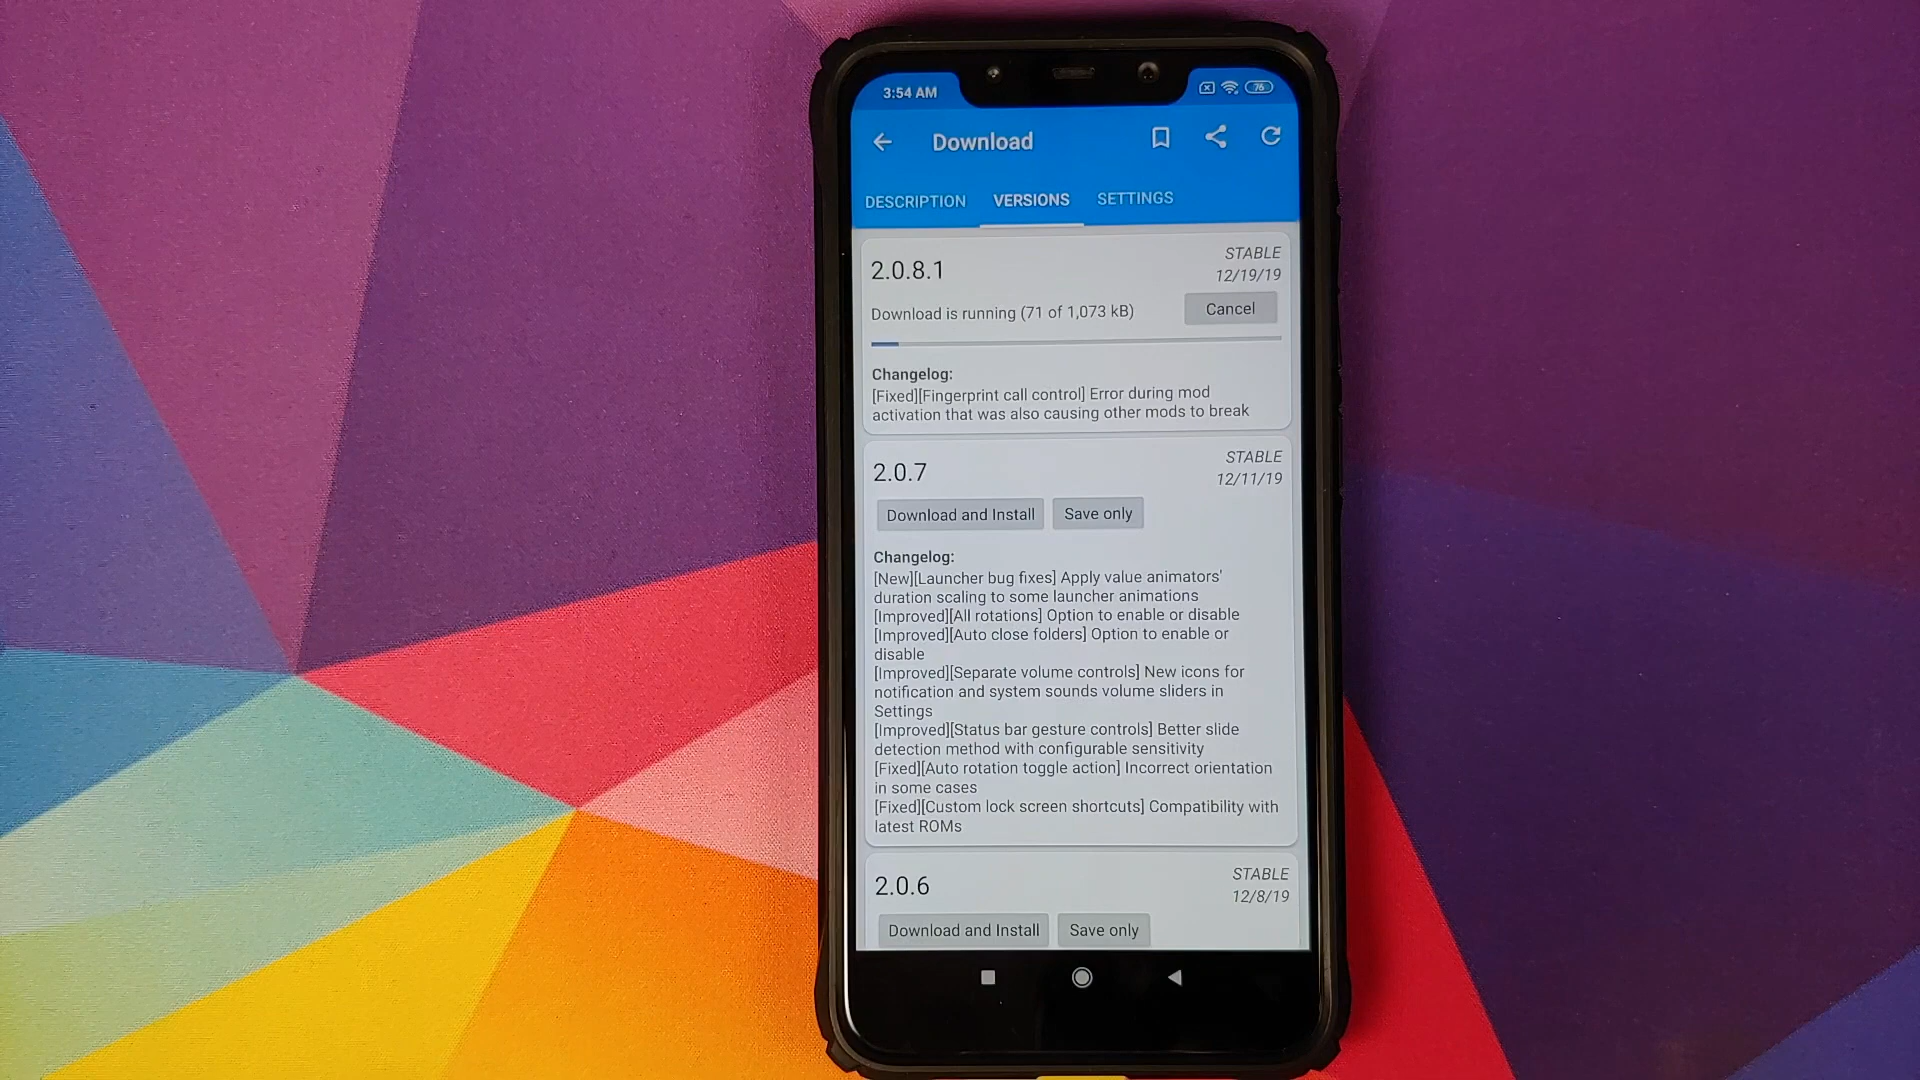 3:54 AM
76
Download
DESCRIPTION VERSIONS SETTINGS
2.0.8.1
STABLE
12/19/19
Download is running (71 of 1,073 kB)
Cancel
Changelog:
[Fixed][Fingerprint call control] Error during mod
activation that was also causing other mods to break
2.0.7
STABLE
12/11/19
Download and Install
Save only
Changelog:
[New][Launcher bug fixes] Apply value animators'
duration scaling to some launcher animations
[Improved][All rotations] Option to enable or disable
[Improved][Auto close folders] Option to enable or
disable
[Improved][Separate volume controls] New icons for
notification and system sounds volume sliders in
Settings
[Improved][Status bar gesture controls] Better slide
detection method with configurable sensitivity
[Fixed][Auto rotation toggle action] Incorrect orientation
in some cases
[Fixed][Custom lock screen shortcuts] Compatibility with
latest ROMs
2.0.6
STABLE
12/8/19
Download and Install
Save only